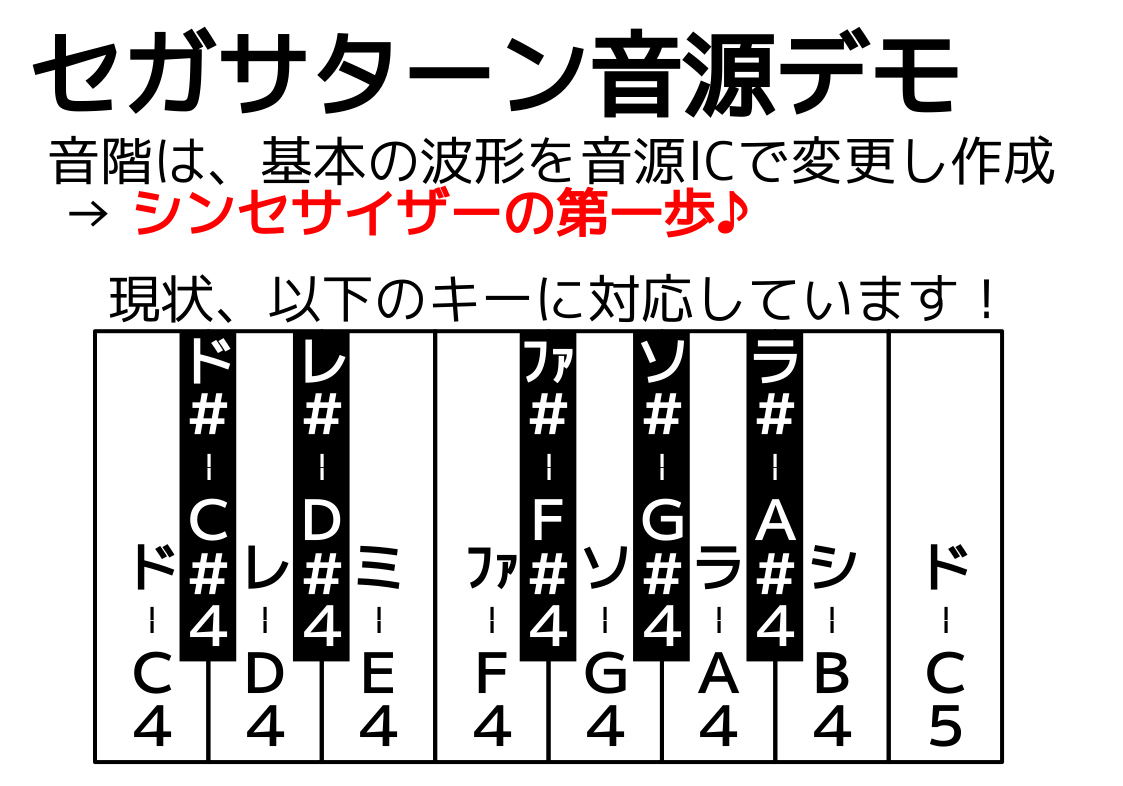 セガサターン音源デモ
音階は、基本の波形を音源ICで変更し作成
→ シンセサイザーの第一歩♪
現状、以下のキーに対応しています！
ド#-C#4
レ#-D#4
ファ#-F#4
ソ#-G#4
ラ#-A#4
ド-C4
レ-D4
ミ-E4
ファ-F4
ソ-G4
ラ-A4
シ-B4
ド-C5